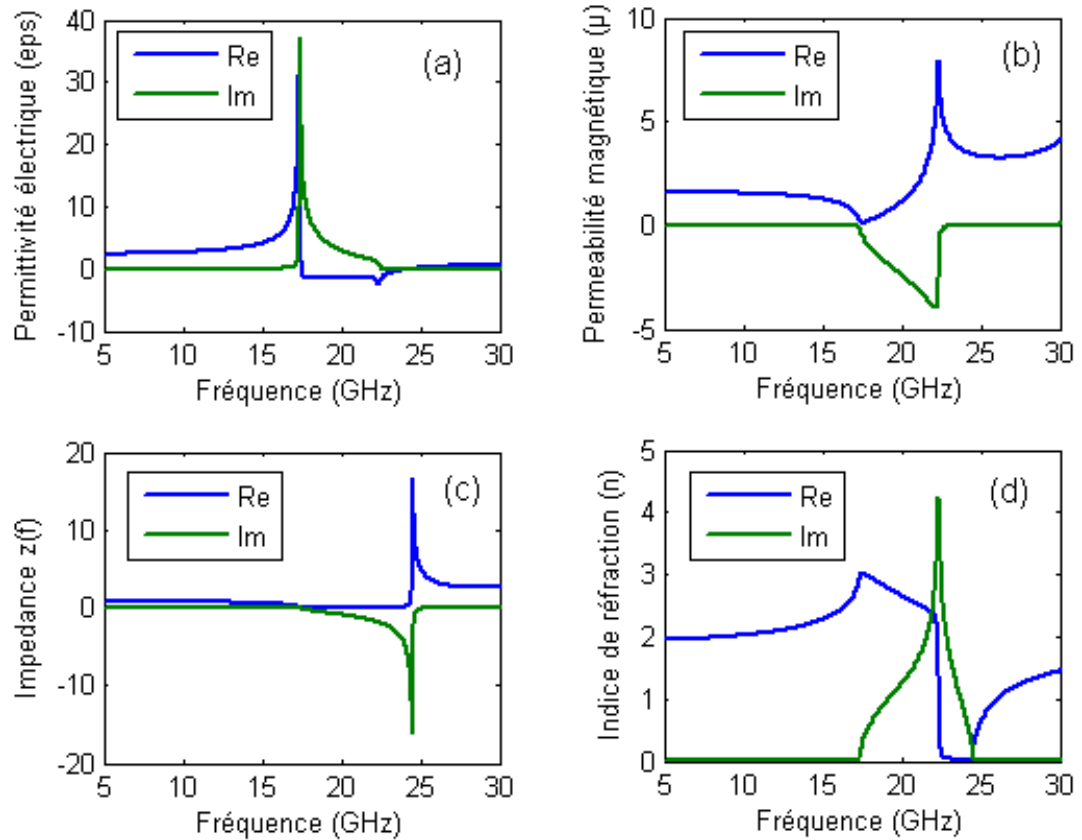 Permittivité électrique (eps)
40
30
20
10
0
-10
Re
Im
(a)
5 10 15 20 25 30
Fréquence (GHz)
Permeabilité magnétique (µ)
10
5
0
-5
Re
Im
(b)
5 10 15 20 25 30
Fréquence (GHz)
Impedance z(f)
20
10
0
-10
-20
Re
Im
(c)
5 10 15 20 25 30
Fréquence (GHz)
Indice de réfraction (n)
5
4
3
2
1
0
Re
Im
(d)
5 10 15 20 25 30
Fréquence (GHz)